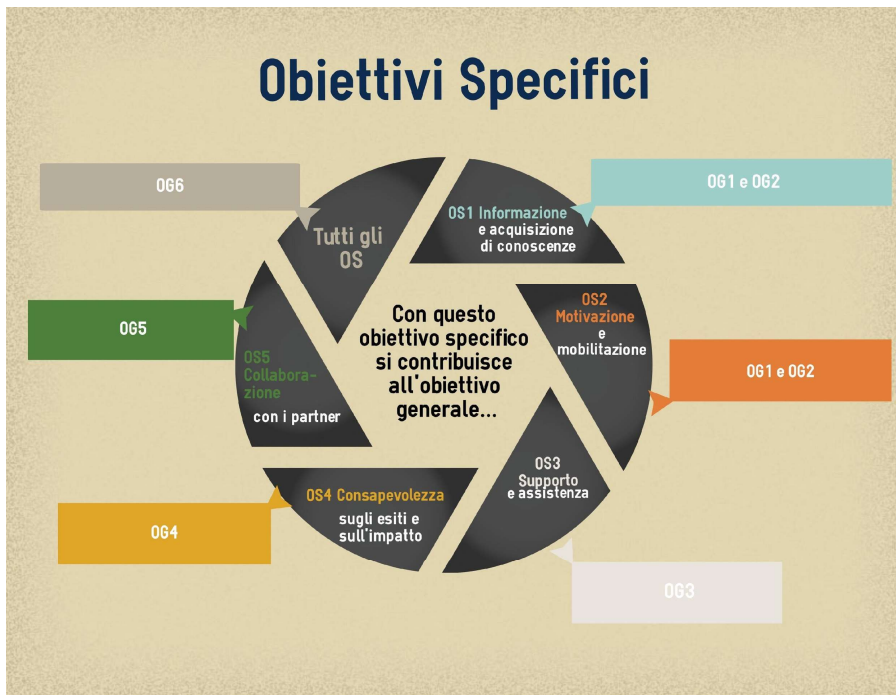 Obiettivi Specifici
OG6
OG1 e OG2
Tutti gli
OS
OS1 Informazione
e acquisizione
di conoscenze
OS2
Motivazione
e
mobilitazione
OG5
Con questo
obiettivo specifico
si contribuisce
all'obiettivo
generale...
OG1 e OG2
OS5
Collabora-
zione
con i partner
OS3
Supporto
e assistenza
OS4 Consapevolezza
sugli esiti e
sull'impatto
OG4
OG3